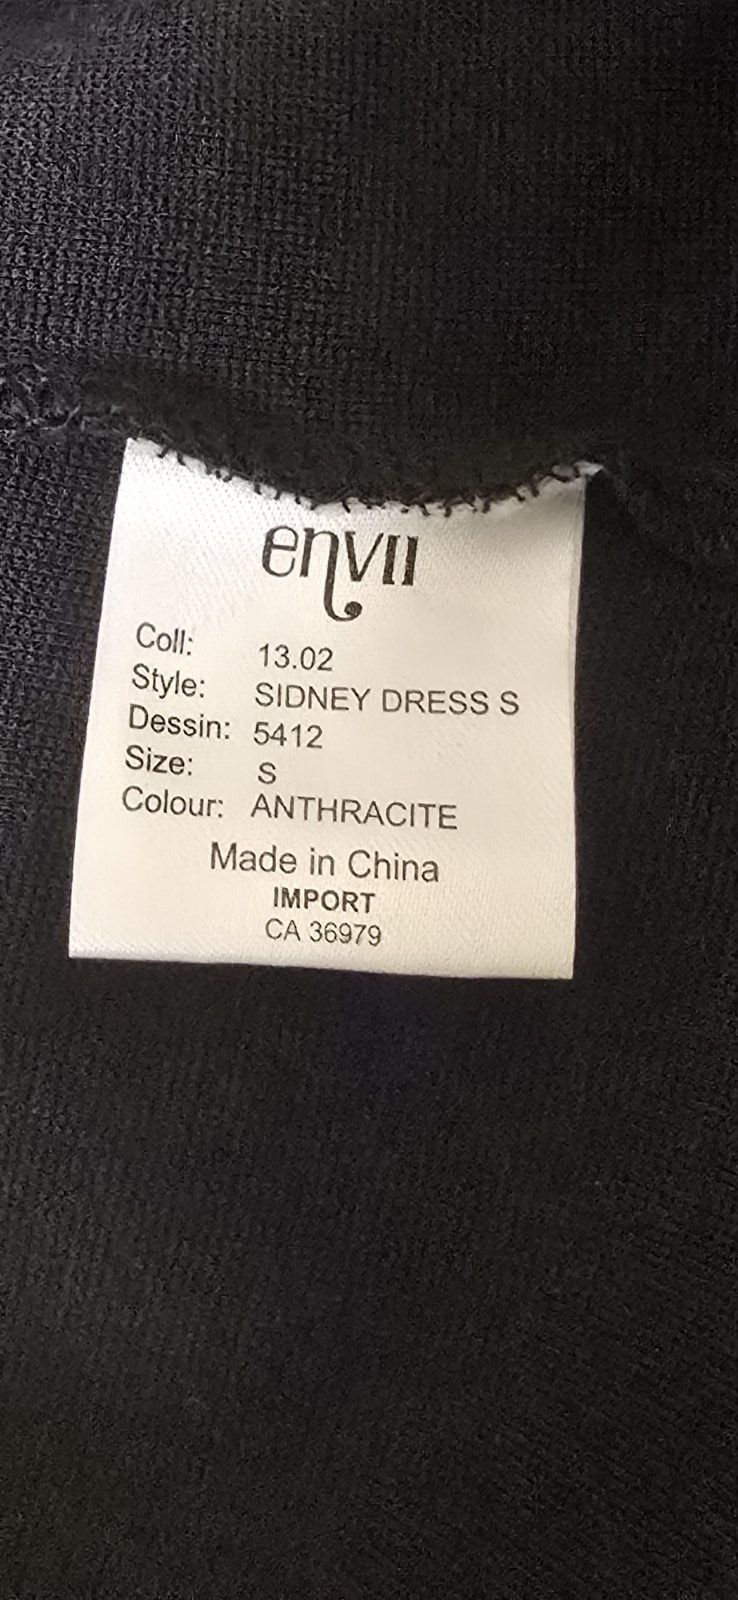 envii
Coll: 13.02
Style: SIDNEY DRESS S
Dessin: 5412
Size: S
Colour: ANTHRACITE
Made in China
IMPORT
CA 36979